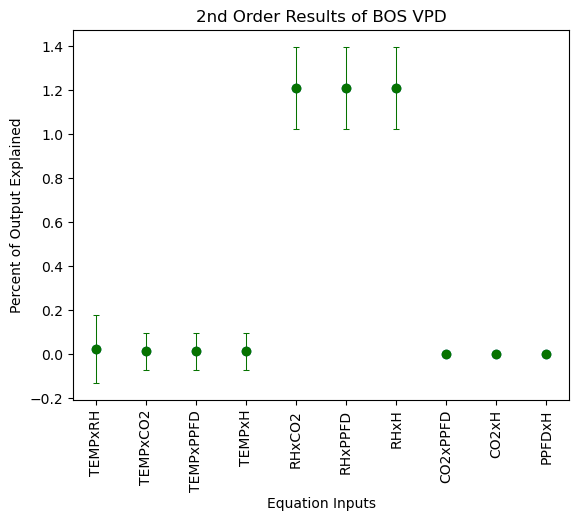 2nd Order Results of BOS VPD
Percent of Output Explained
1.4
1.2
1.0
0.8
0.6
0.4
0.2
0.0
−0.2
TEMPxRH
TEMPxCO2
TEMPxPPFD
TEMPxH
RHxCO2
RHxPPFD
RHxH
CO2xPPFD
CO2xH
PPFDxH
Equation Inputs